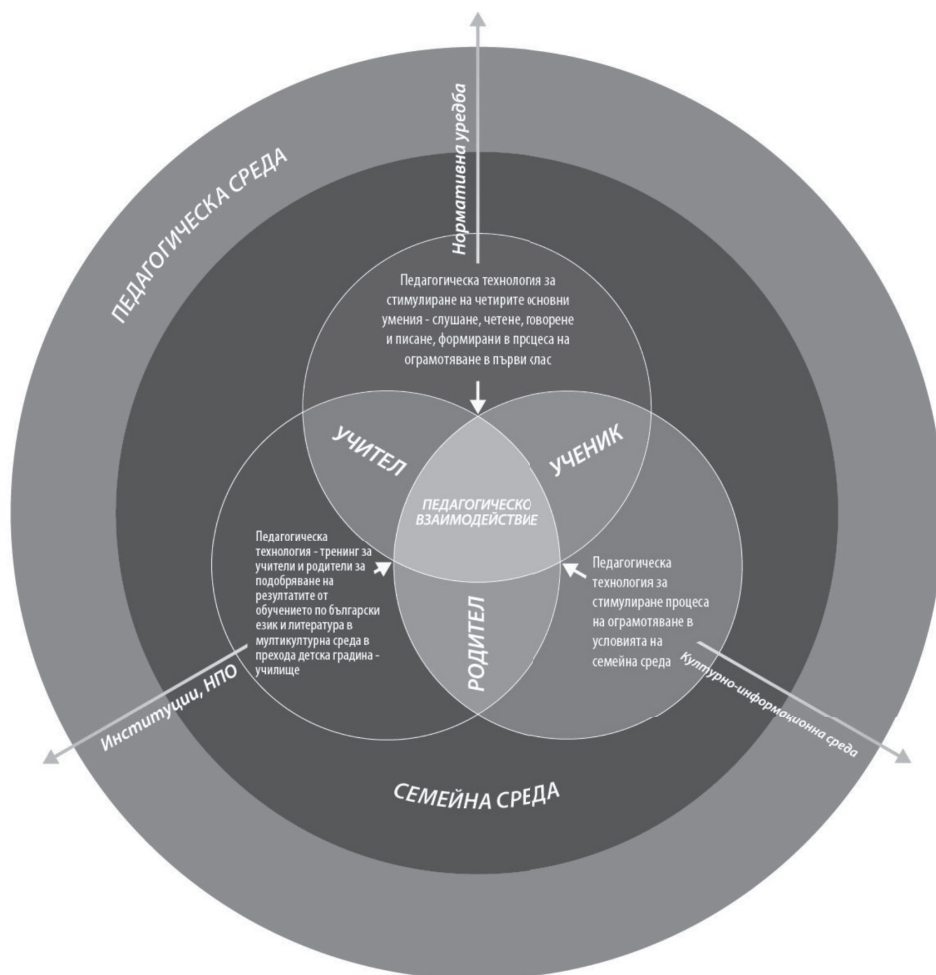 ПЕДАГОГИЧЕСКА СРЕДА
Нормативна уредба
Педагогическа технология за
стимулиране на четирите основни
умения - слушане, четене, говорене
и писане, формирани в процеса на
ограмотяване в първи клас
УЧИТЕЛ
УЧЕНИК
ПЕДАГОГИЧЕСКО
ВЗАИМОДЕЙСТВИЕ
Педагогическа
технология - тренинг за
учители и родители за
подобряване на
резултатите от
обучението по български
език и литература в
мултикултурна среда в
прехода детска градина -
училище
Педагогическа
технология за
стимулиране процеса
на ограмотяване в
условията на
семейна среда
РОДИТЕЛ
Институции, НПО
Културно-информационна среда
СЕМЕЙНА СРЕДА